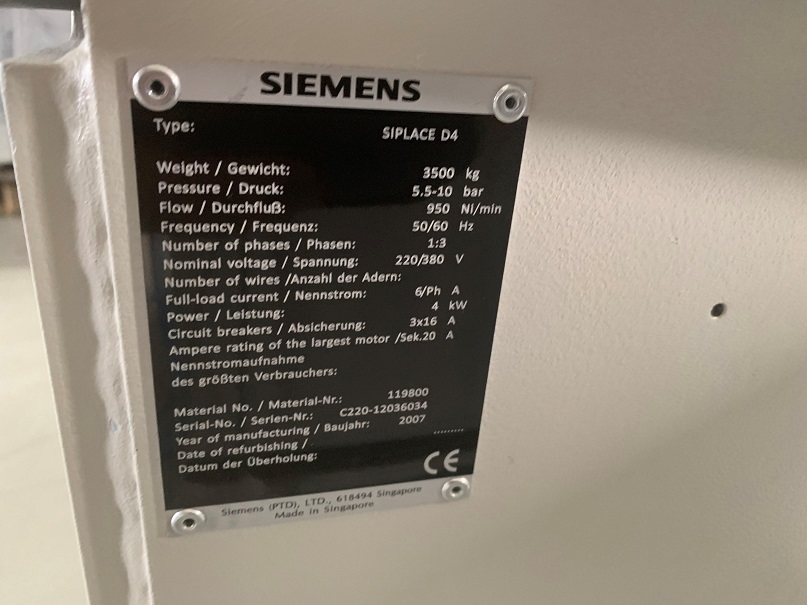 SIEMENS
Type: SIPLACE D4
Weight / Gewicht: 3500 kg
Pressure / Druck: 5.5-10 bar
Flow / Durchfluß: 950 Ni/min
Frequency / Frequenz: 50/60 Hz
Number of phases / Phasen: 1:3
Nominal voltage / Spannung: 220/380 V
Number of wires /Anzahl der Adern:
Full-load current / Nennstrom: 6/Ph A
Power / Leistung: 4 kW
Circuit breakers / Absicherung: 3x16 A
Ampere rating of the largest motor /Sek.20 A
Nennstromaufnahme
des größten Verbrauchers:
Material No. / Material-Nr.: 119800
Serial-No. / Serien-Nr.: C220-12036034
Year of manufacturing / Baujahr: 2007
Date of refurbishing / .........
Datum der Überholung:
CE
Siemens (PTD), LTD., 618494 Singapore
Made in Singapore